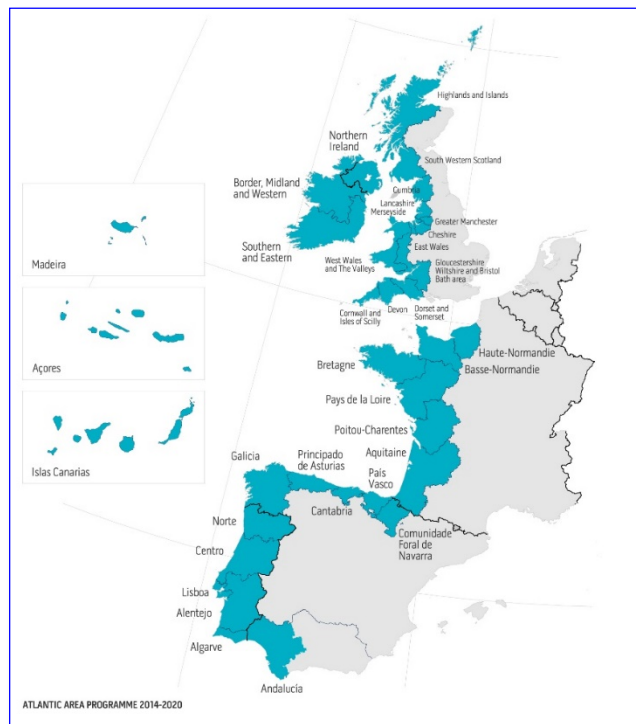 Highlands and Islands
Northern
Ireland
South Western Scotland
Border, Midland
and Western
Cumbria
Lancashire
Merseyside
Greater Manchester
Cheshire
East Wales
Southern
and Eastern
West Wales
and The Valleys
Gloucestershire
Wiltshire and Bristol
Bath area
Madeira
Cornwall and
Isles of Scilly
Devon
Dorset and
Somerset
Açores
Haute-Normandie
Basse-Normandie
Bretagne
Pays de la Loire
Poitou-Charentes
Aquitaine
Islas Canarias
Galicia
Principado
de Asturias
País
Vasco
Cantabria
Comunidade
Foral de
Navarra
Norte
Centro
Lisboa
Alentejo
Algarve
Andalucía
ATLANTIC AREA PROGRAMME 2014-2020